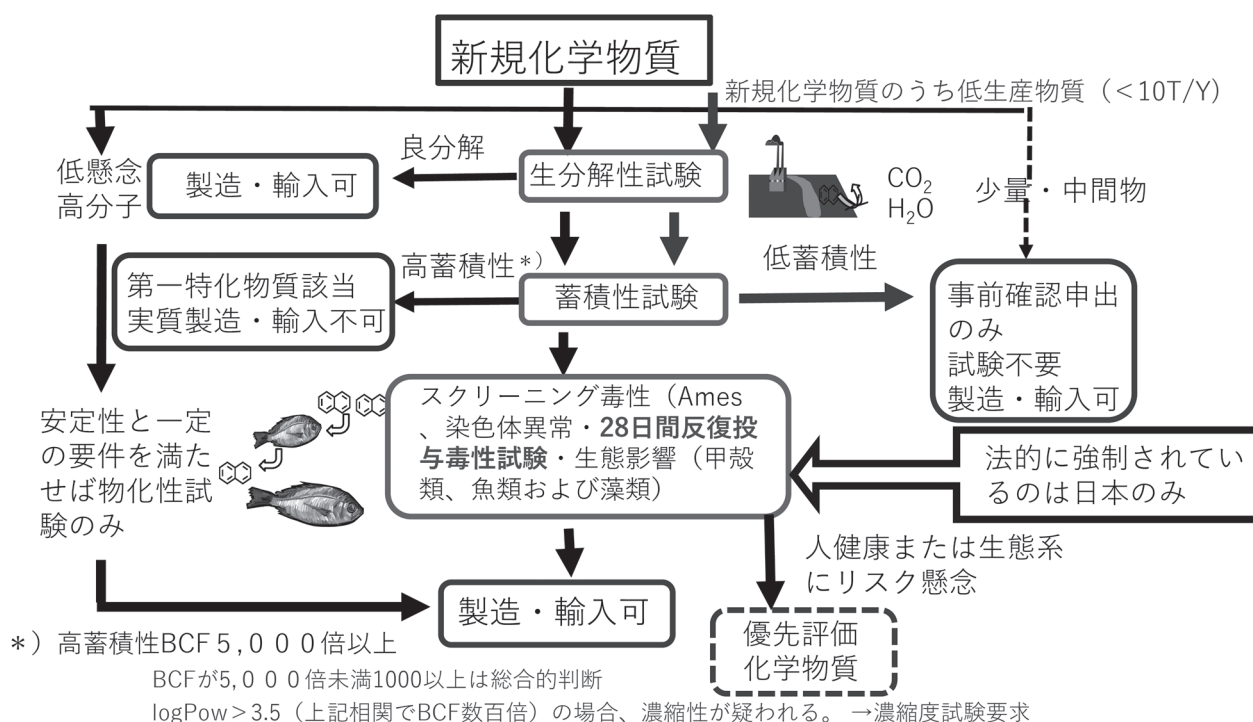 新規化学物質
新規化学物質のうち低生産物質（＜10T/Y）
低懸念
高分子
製造・輸入可
良分解
生分解性試験
CO2
H2O
少量・中間物
第一特化物質該当
実質製造・輸入不可
高蓄積性*）
蓄積性試験
低蓄積性
事前確認申出
のみ
試験不要
製造・輸入可
安定性と一定
の要件を満た
せば物化性試
験のみ
スクリーニング毒性（Ames
、染色体異常・28日間反復投
与毒性試験・生態影響（甲殻
類、魚類および藻類）
法的に強制されてい
るのは日本のみ
人健康または生態系
にリスク懸念
製造・輸入可
優先評価
化学物質
*）高蓄積性BCF５,０００倍以上
BCFが5,０００倍未満1000以上は総合的判断
logPow＞3.5（上記相関でBCF数百倍）の場合、濃縮性が疑われる。 →濃縮度試験要求